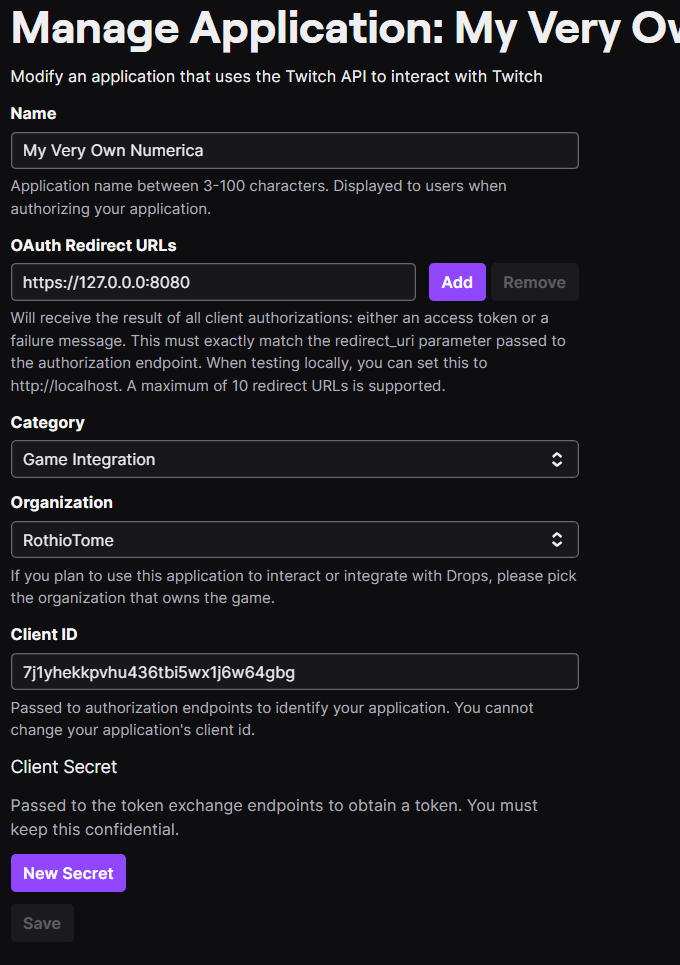 Manage Application: My Very Ow
Modify an application that uses the Twitch API to interact with Twitch
Name
My Very Own Numerica
Application name between 3-100 characters. Displayed to users when
authorizing your application.
OAuth Redirect URLs
https://127.0.0.0:8080 Add Remove
Will receive the result of all client authorizations: either an access token or a
failure message. This must exactly match the redirect_uri parameter passed to
the authorization endpoint. When testing locally, you can set this to
http://localhost. A maximum of 10 redirect URLs is supported.
Category
Game Integration
Organization
RothioTome
If you plan to use this application to interact or integrate with Drops, please pick
the organization that owns the game.
Client ID
7j1yhekkpvhu436tbi5wx1j6w64gbg
Passed to authorization endpoints to identify your application. You cannot
change your application's client id.
Client Secret
Passed to the token exchange endpoints to obtain a token. You must
keep this confidential.
New Secret
Save